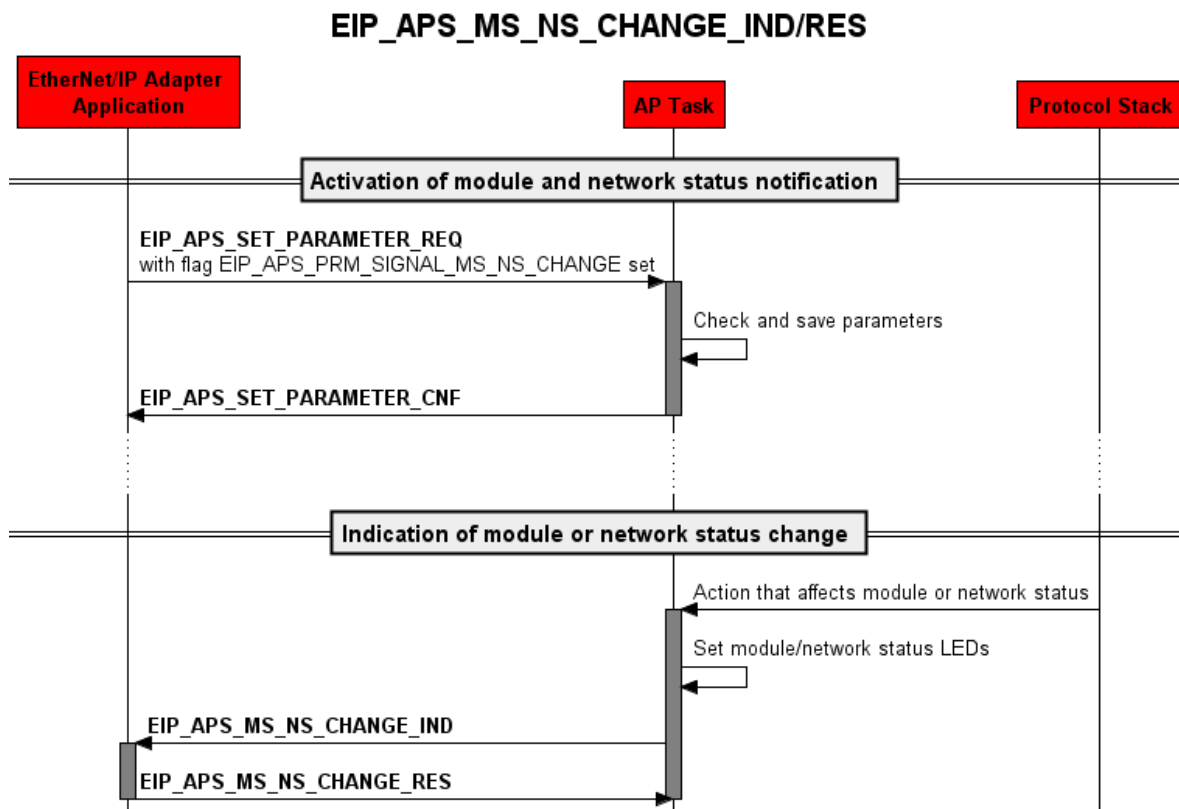 EIP_APS_MS_NS_CHANGE_IND/RES
EtherNet/IP Adapter
Application
AP Task
Protocol Stack
Activation of module and network status notification
EIP_APS_SET_PARAMETER_REQ
with flag EIP_APS_PRM_SIGNAL_MS_NS_CHANGE set
Check and save parameters
EIP_APS_SET_PARAMETER_CNF
Indication of module or network status change
Action that affects module or network status
Set module/network status LEDs
EIP_APS_MS_NS_CHANGE_IND
EIP_APS_MS_NS_CHANGE_RES